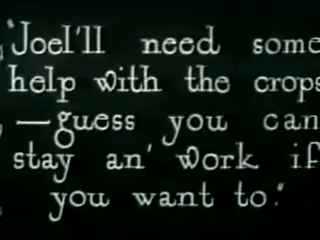 "Joel'll need some
help with the crops
—guess you can
stay an' work if
you want to."